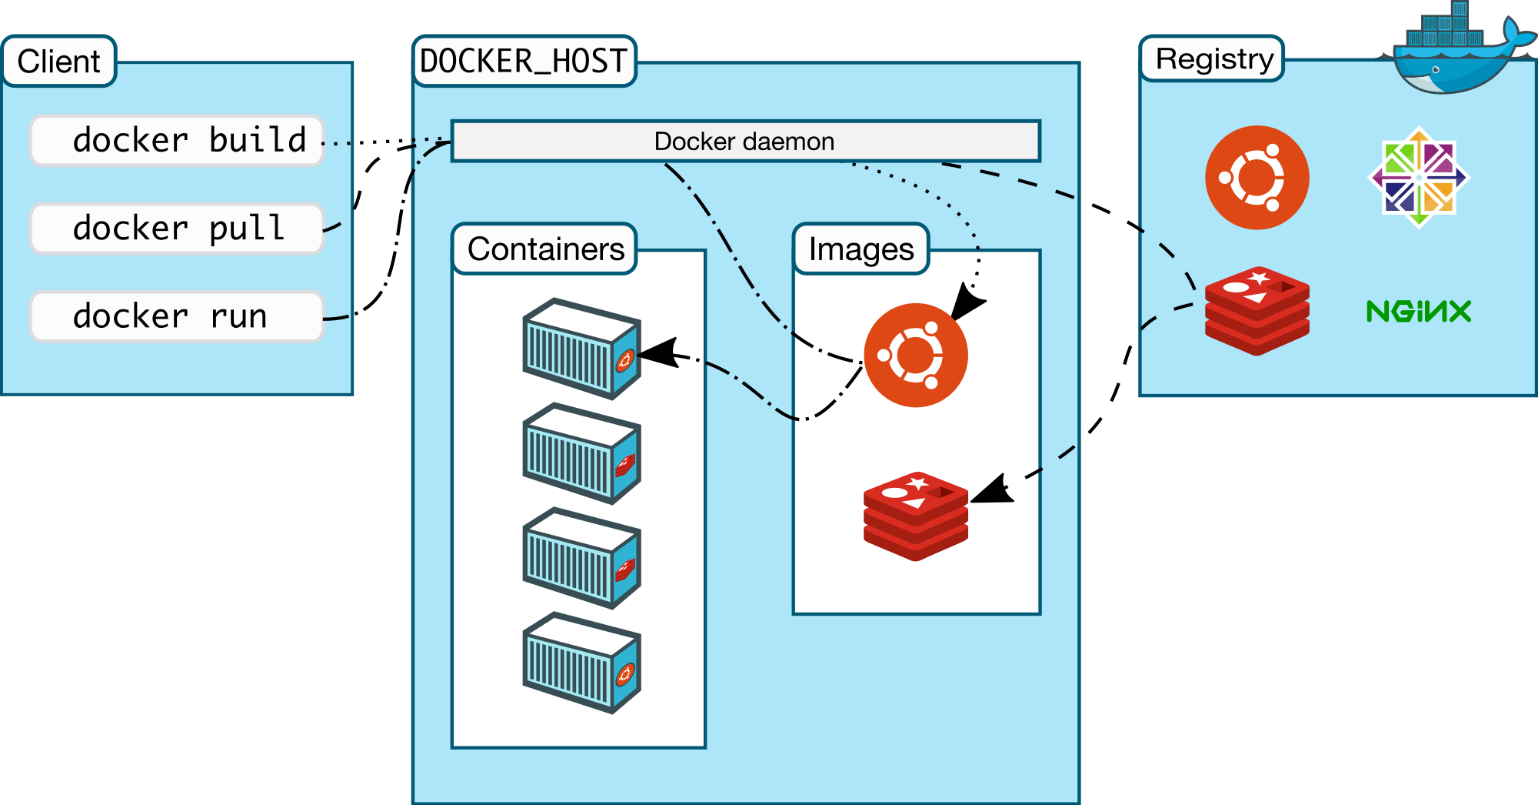 Client
docker build
docker pull
docker run
DOCKER_HOST
Docker daemon
Containers
Images
Registry
NGiNX